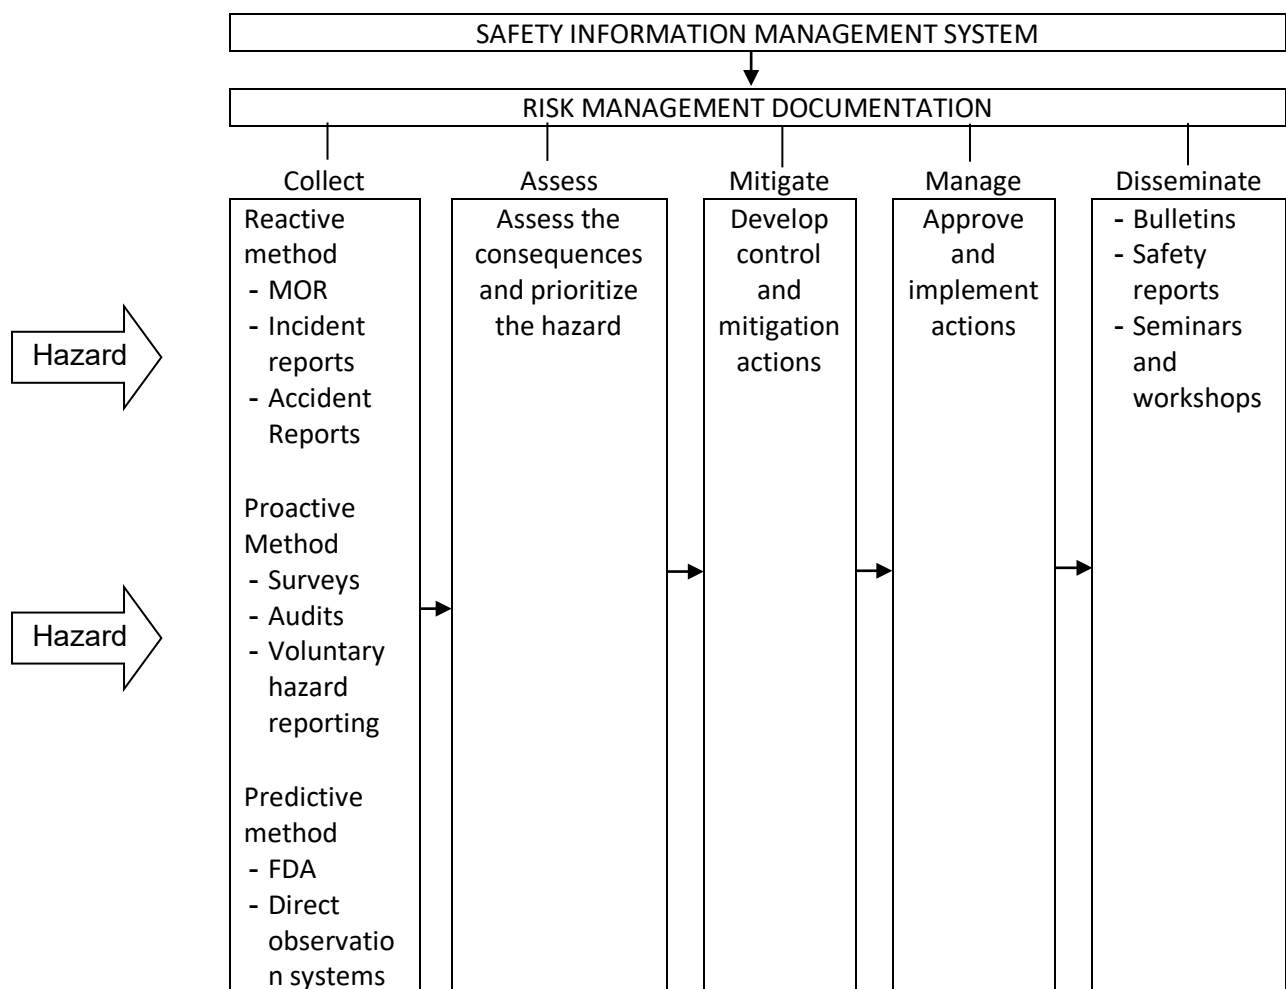 SAFETY INFORMATION MANAGEMENT SYSTEM
RISK MANAGEMENT DOCUMENTATION
Collect
Reactive
method
- MOR
- Incident
reports
- Accident
Reports
Proactive
Method
- Surveys
- Audits
- Voluntary
hazard
reporting
Predictive
method
- FDA
- Direct
observatio
n systems
Assess
Assess the
consequences
and prioritize
the hazard
Mitigate
Develop
control
and
mitigation
actions
Manage
Approve
and
implement
actions
Disseminate
- Bulletins
- Safety
reports
- Seminars
and
workshops
Hazard
Hazard